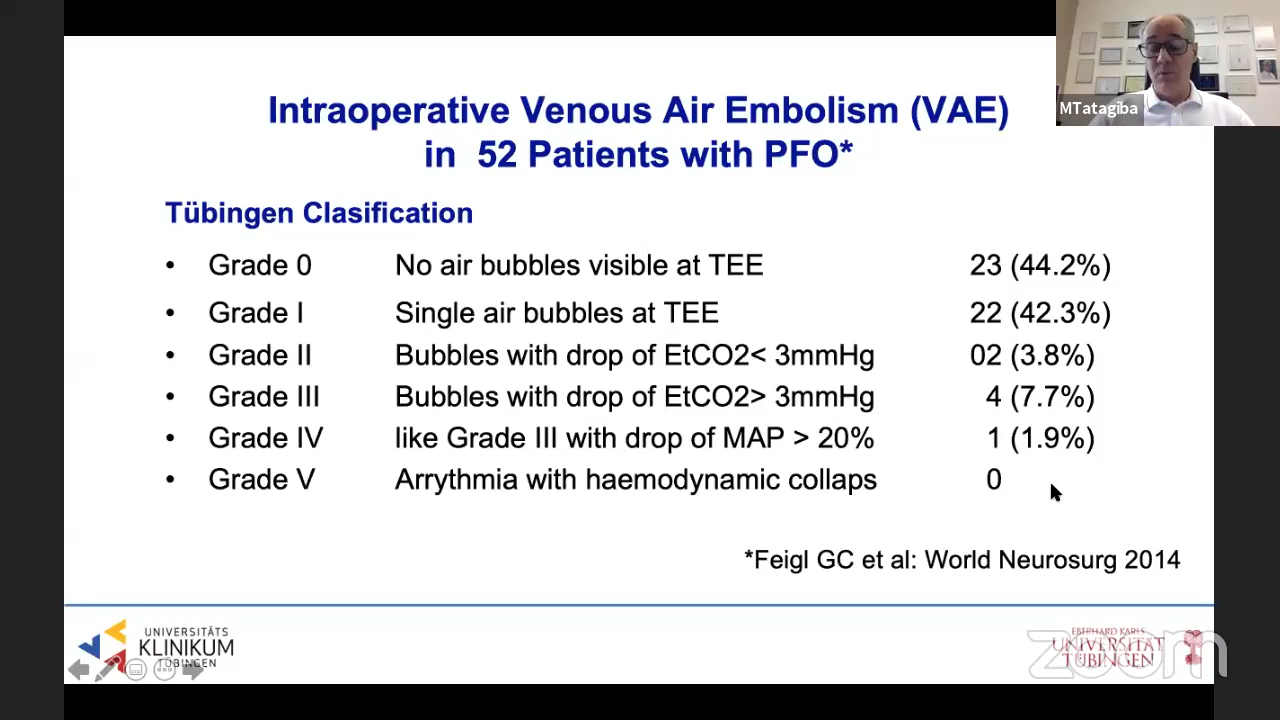 MTatagiba
Intraoperative Venous Air Embolism (VAE)
in 52 Patients with PFO*
Tübingen Clasification
• Grade 0 No air bubbles visible at TEE 23 (44.2%)
• Grade I Single air bubbles at TEE 22 (42.3%)
• Grade II Bubbles with drop of EtCO2< 3mmHg 02 (3.8%)
• Grade III Bubbles with drop of EtCO2> 3mmHg 4 (7.7%)
• Grade IV like Grade III with drop of MAP > 20% 1 (1.9%)
• Grade V Arrythmia with haemodynamic collaps 0
*Feigl GC et al: World Neurosurg 2014
UNIVERSITÄTS
KLINIKUM
TÜBINGEN
EBERHARD KARLS
UNIVERSITÄT
TÜBINGEN
zoom